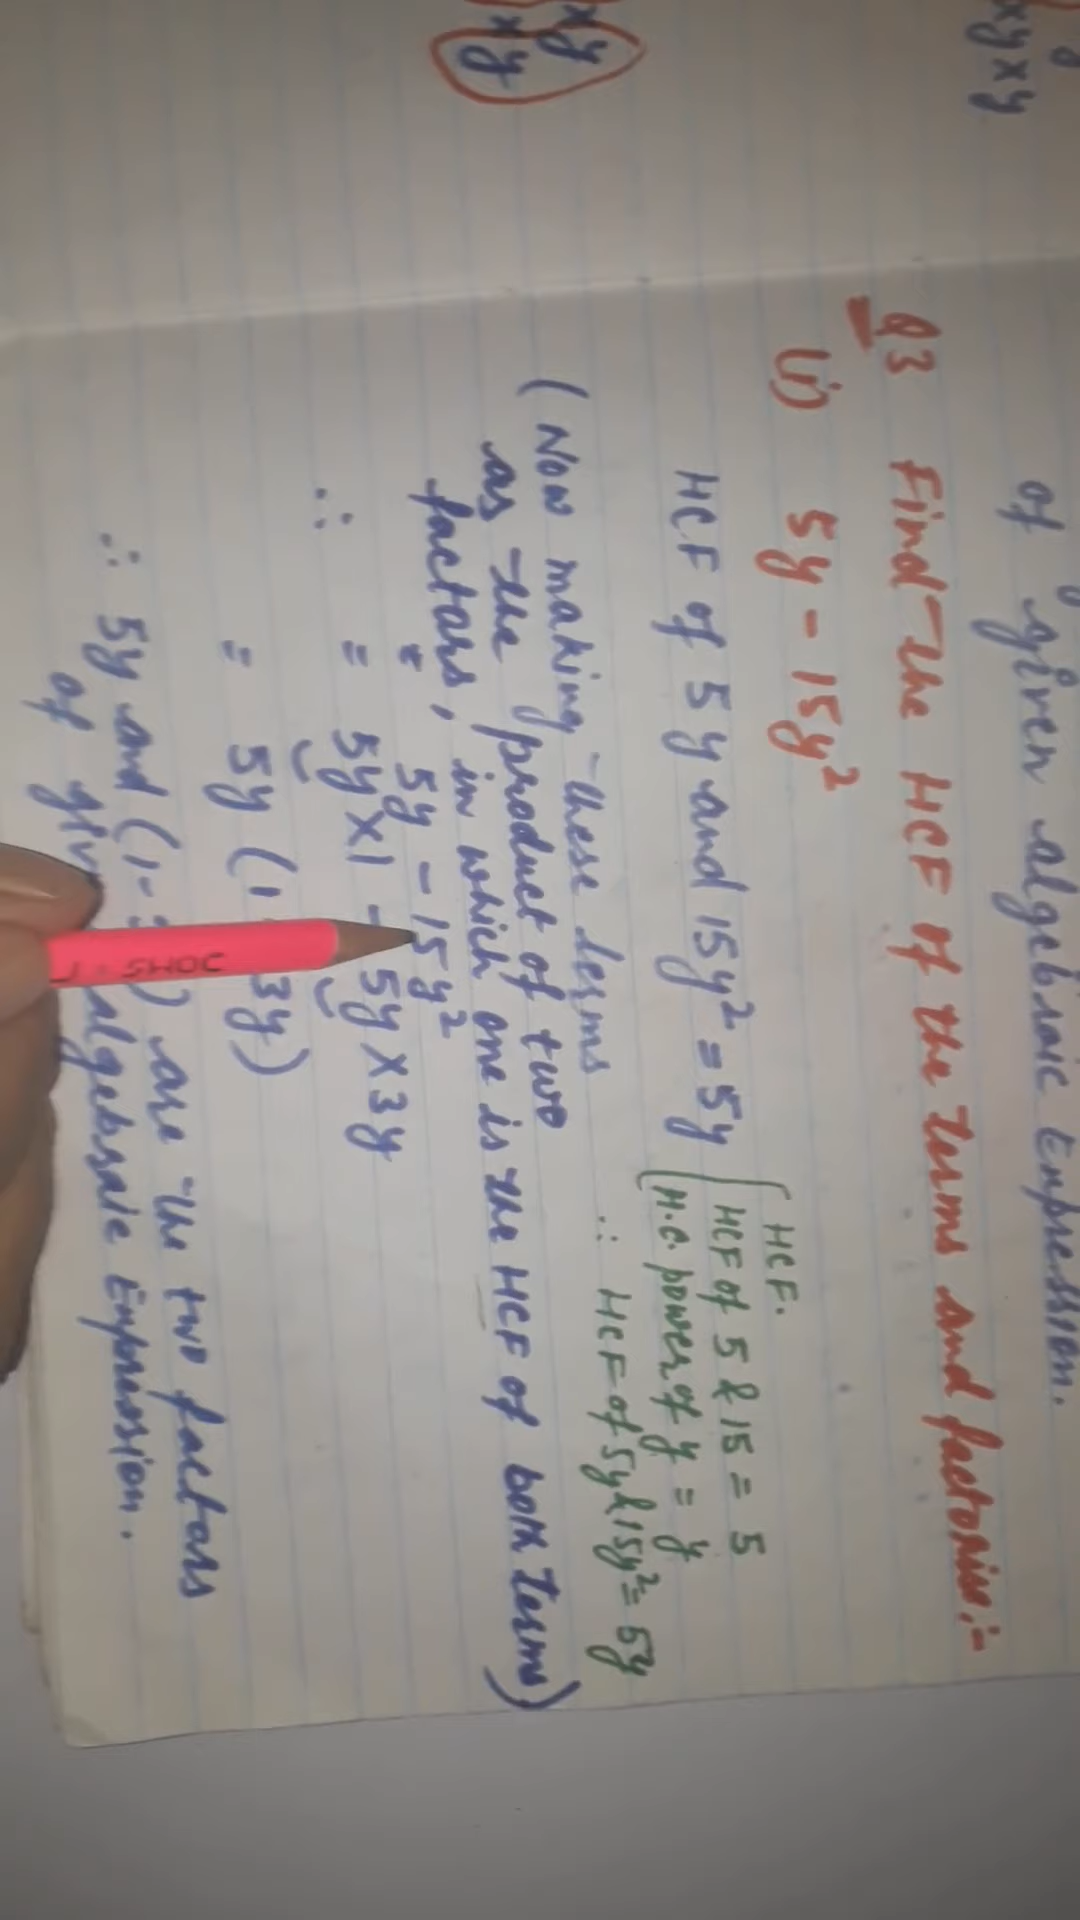 xy
xy
y
xyxy
of given algebraic Expression.
Q3 Find the HCF of the terms and factorise:-
(i) 5y - 15y²
HCF.
HCF of 5 & 15 = 5
H.C. power of y = y
∴ HCF of 5y & 15y² = 5y
HCF of 5y and 15y² = 5y
(Now making these terms
as the product of two
factors, in which one is the HCF of both terms)
5y - 15y²
∴ = 5y×1 - 5y×3y
= 5y (1 3y)
∴ 5y and (1- ) are the two factors
of algebraic Expression.